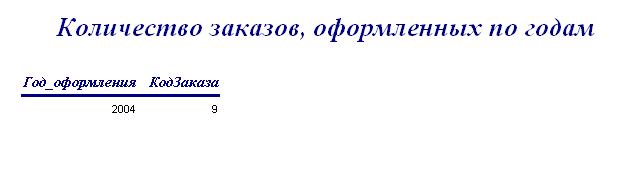 Количество заказов, оформленных по годам
Год_оформления КодЗаказа
2004 9